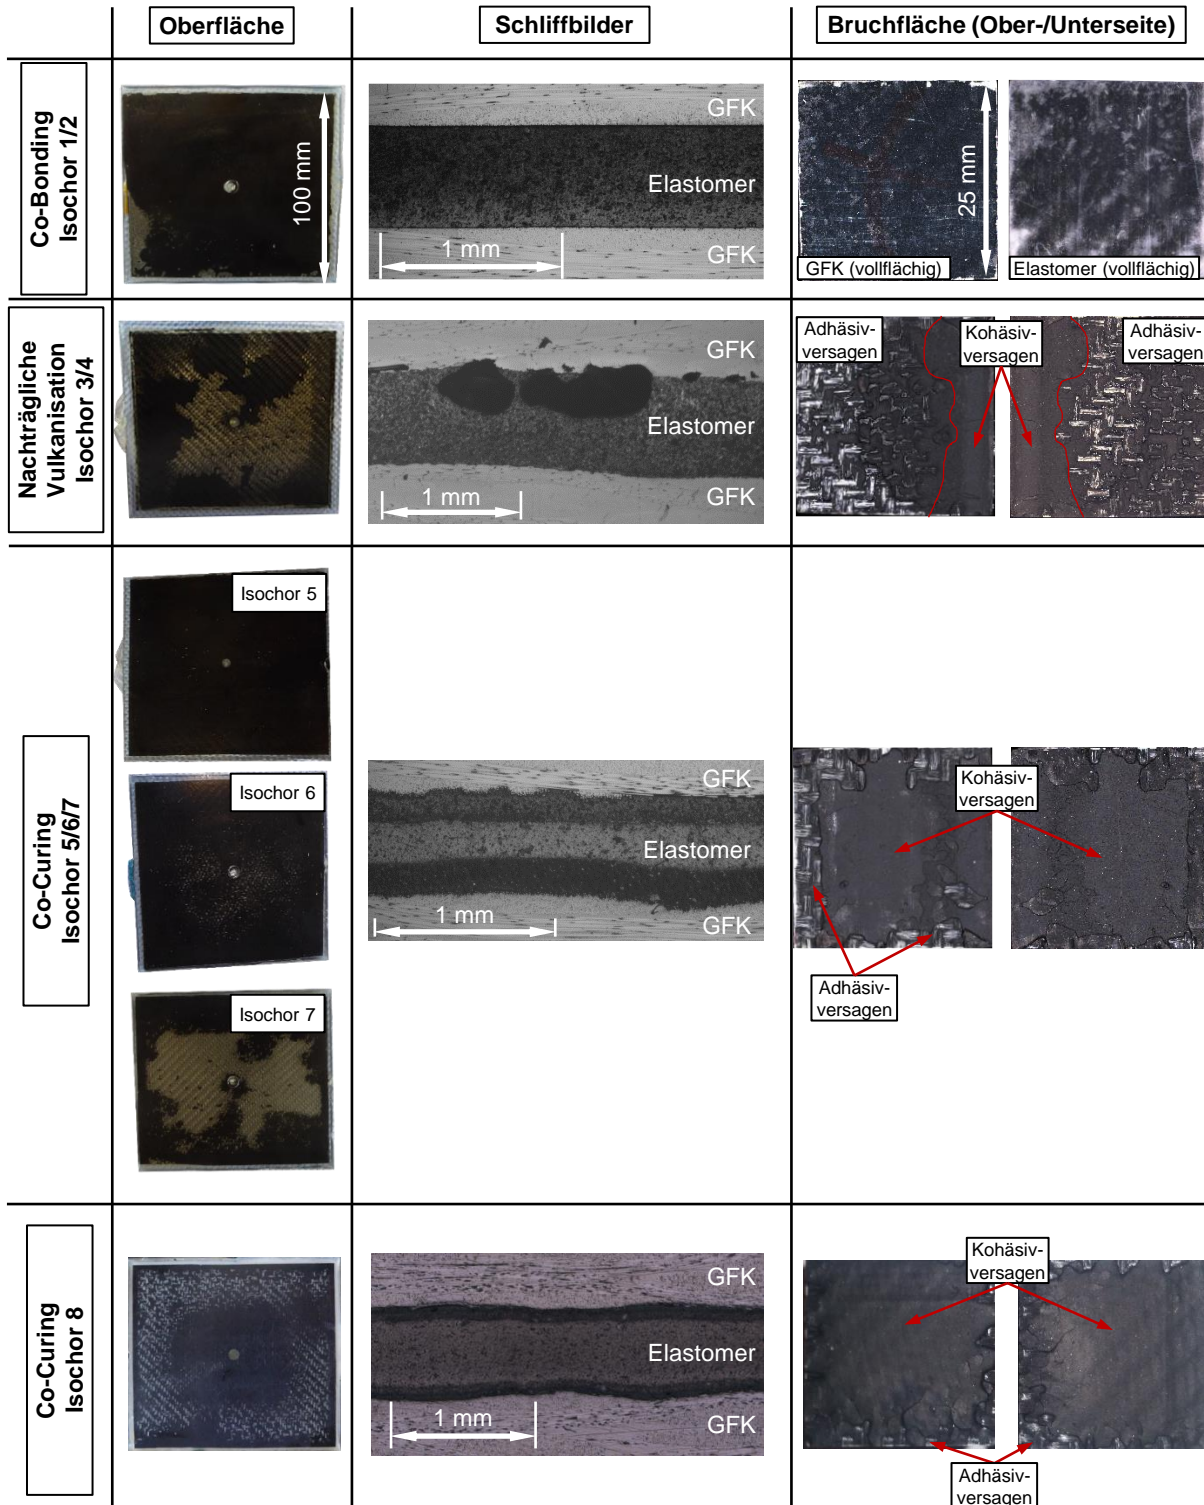 Oberfläche
Schliffbilder
Bruchfläche (Ober-/Unterseite)
Co-Bonding
Isochor 1/2
100 mm
GFK
Elastomer
1 mm
GFK
25 mm
GFK (vollflächig)
Elastomer (vollflächig)
Nachträgliche
Vulkanisation
Isochor 3/4
GFK
Elastomer
1 mm
GFK
Adhäsiv-
versagen
Kohäsiv-
versagen
Adhäsiv-
versagen
Co-Curing
Isochor 5/6/7
Isochor 5
Isochor 6
Isochor 7
GFK
Elastomer
1 mm
GFK
Kohäsiv-
versagen
Adhäsiv-
versagen
Co-Curing
Isochor 8
GFK
Elastomer
1 mm
GFK
Kohäsiv-
versagen
Adhäsiv-
versagen